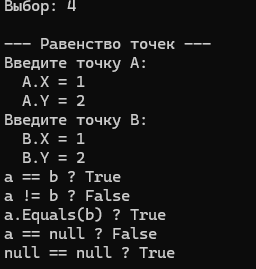 Выбор: 4
--- Равенство точек ---
Введите точку A:
A.X = 1
A.Y = 2
Введите точку B:
B.X = 1
B.Y = 2
a == b ? True
a != b ? False
a.Equals(b) ? True
a == null ? False
null == null ? True